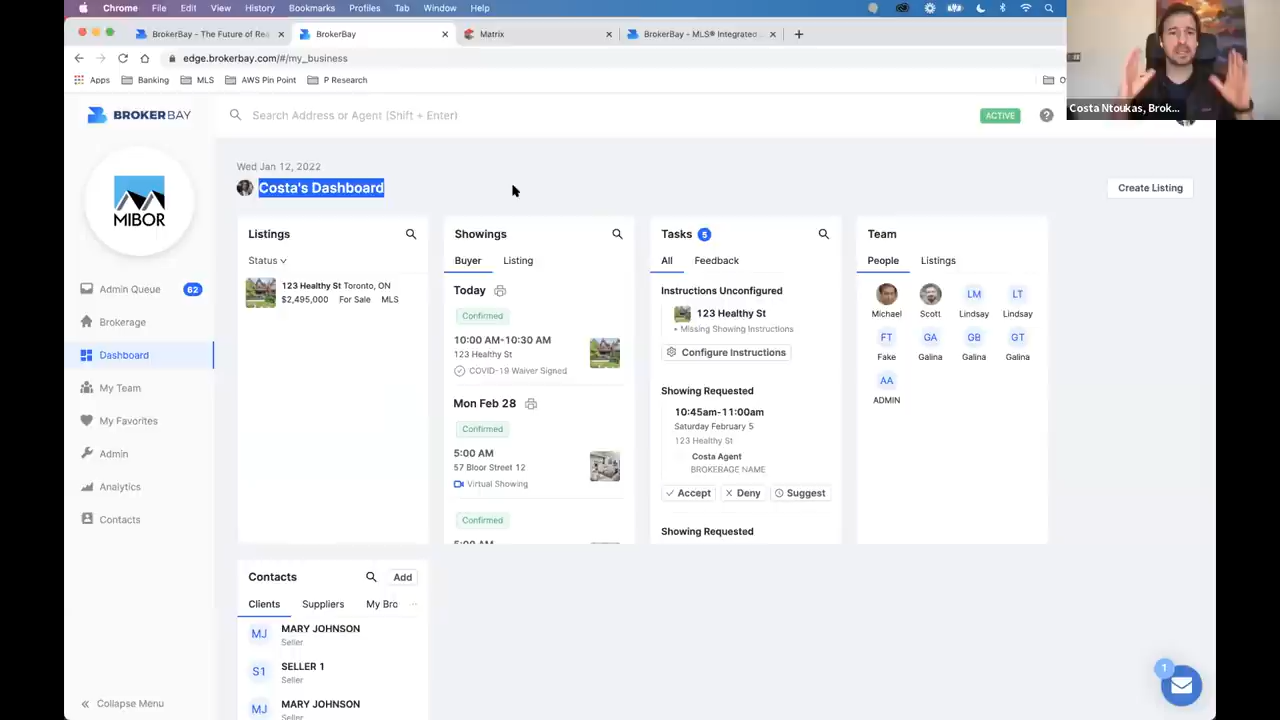 Chrome File Edit View History Bookmarks Profiles Tab Window Help
BrokerBay - The Future of Rea
BrokerBay
Matrix
BrokerBay - MLS® Integrated
edge.brokerbay.com/#/my_business
Apps Banking MLS AWS Pin Point P Research
Costa Ntoukas, Brok...
BROKERBAY
Search Address or Agent (Shift + Enter)
ACTIVE
MIBOR
Admin Queue 62
Brokerage
Dashboard
My Team
My Favorites
Admin
Analytics
Contacts
Collapse Menu
Wed Jan 12, 2022
Costa's Dashboard
Create Listing
Listings
Status
123 Healthy St Toronto, ON
$2,495,000 For Sale MLS
Showings
Buyer Listing
Today
Confirmed
10:00 AM-10:30 AM
123 Healthy St
COVID-19 Waiver Signed
Mon Feb 28
Confirmed
5:00 AM
57 Bloor Street 12
Virtual Showing
Confirmed
5:00 AM
Tasks 5
All Feedback
Instructions Unconfigured
123 Healthy St
• Missing Showing Instructions
Configure Instructions
Showing Requested
10:45am-11:00am
Saturday February 5
123 Healthy St
Costa Agent
BROKERAGE NAME
Accept Deny Suggest
Showing Requested
Team
People Listings
Michael Scott Lindsay Lindsay
LM LT
FT GA GB GT
Fake Galina Galina Galina
AA
ADMIN
Contacts Add
Clients Suppliers My Bro
MJ MARY JOHNSON
Seller
S1 SELLER 1
Seller
MJ MARY JOHNSON
Seller
1